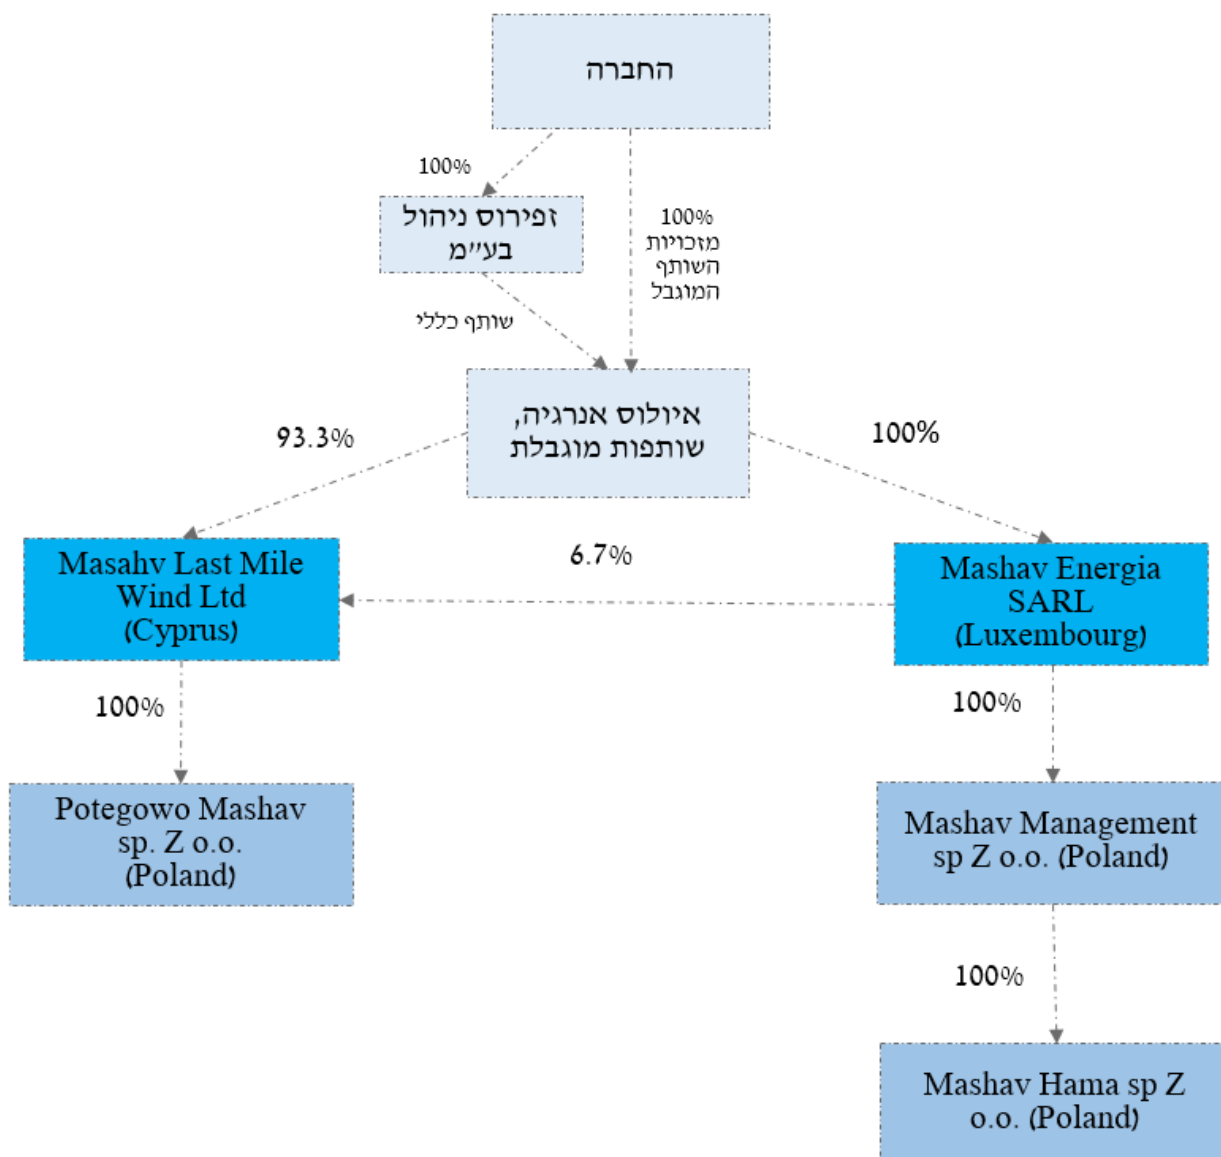 החברה
100%
זפירוס ניהול
בע״מ
100%
מזכויות
השותף
המוגבל
שותף כללי
איולוס אנרגיה,
שותפות מוגבלת
93.3%
100%
Masahv Last Mile
Wind Ltd
(Cyprus)
6.7%
Mashav Energia
SARL
(Luxembourg)
100%
100%
Potegowo Mashav
sp. Z o.o.
(Poland)
Mashav Management
sp Z o.o. (Poland)
100%
Mashav Hama sp Z
o.o. (Poland)